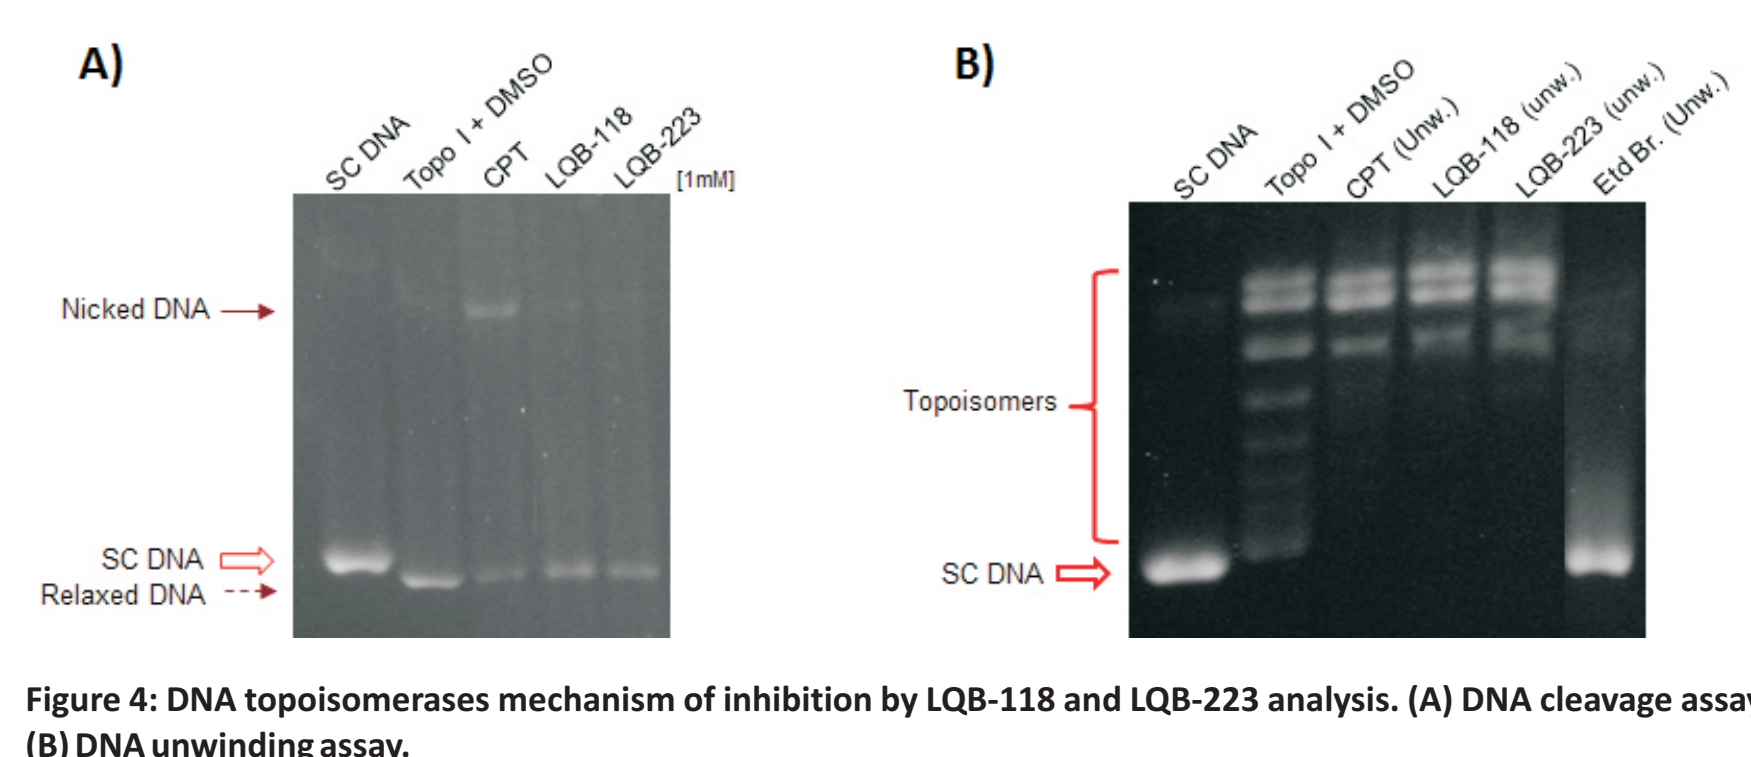 A)
SC DNA
Topo I + DMSO
CPT
LQB-118
LQB-223
[1mM]
Nicked DNA
SC DNA
Relaxed DNA
B)
SC DNA
Topo I + DMSO
CPT (Unw.)
LQB-118 (unw.)
LQB-223 (unw.)
Etd Br. (Unw.)
Topoisomers
SC DNA
Figure 4: DNA topoisomerases mechanism of inhibition by LQB-118 and LQB-223 analysis. (A) DNA cleavage assay
(B) DNA unwinding assay.